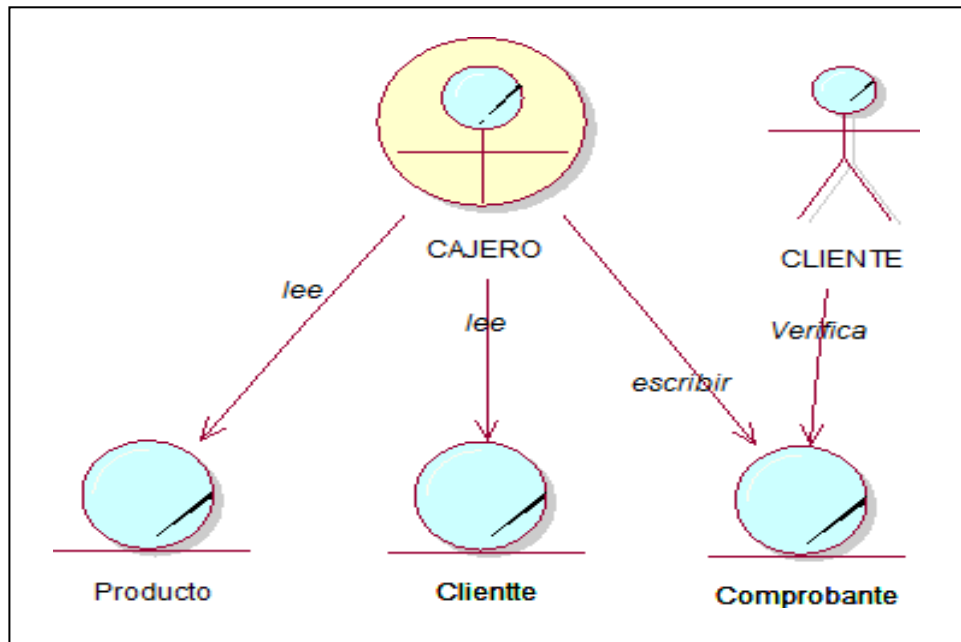 CAJERO
CLIENTE
lee
lee
Verifica
escribir
Producto
Clientte
Comprobante